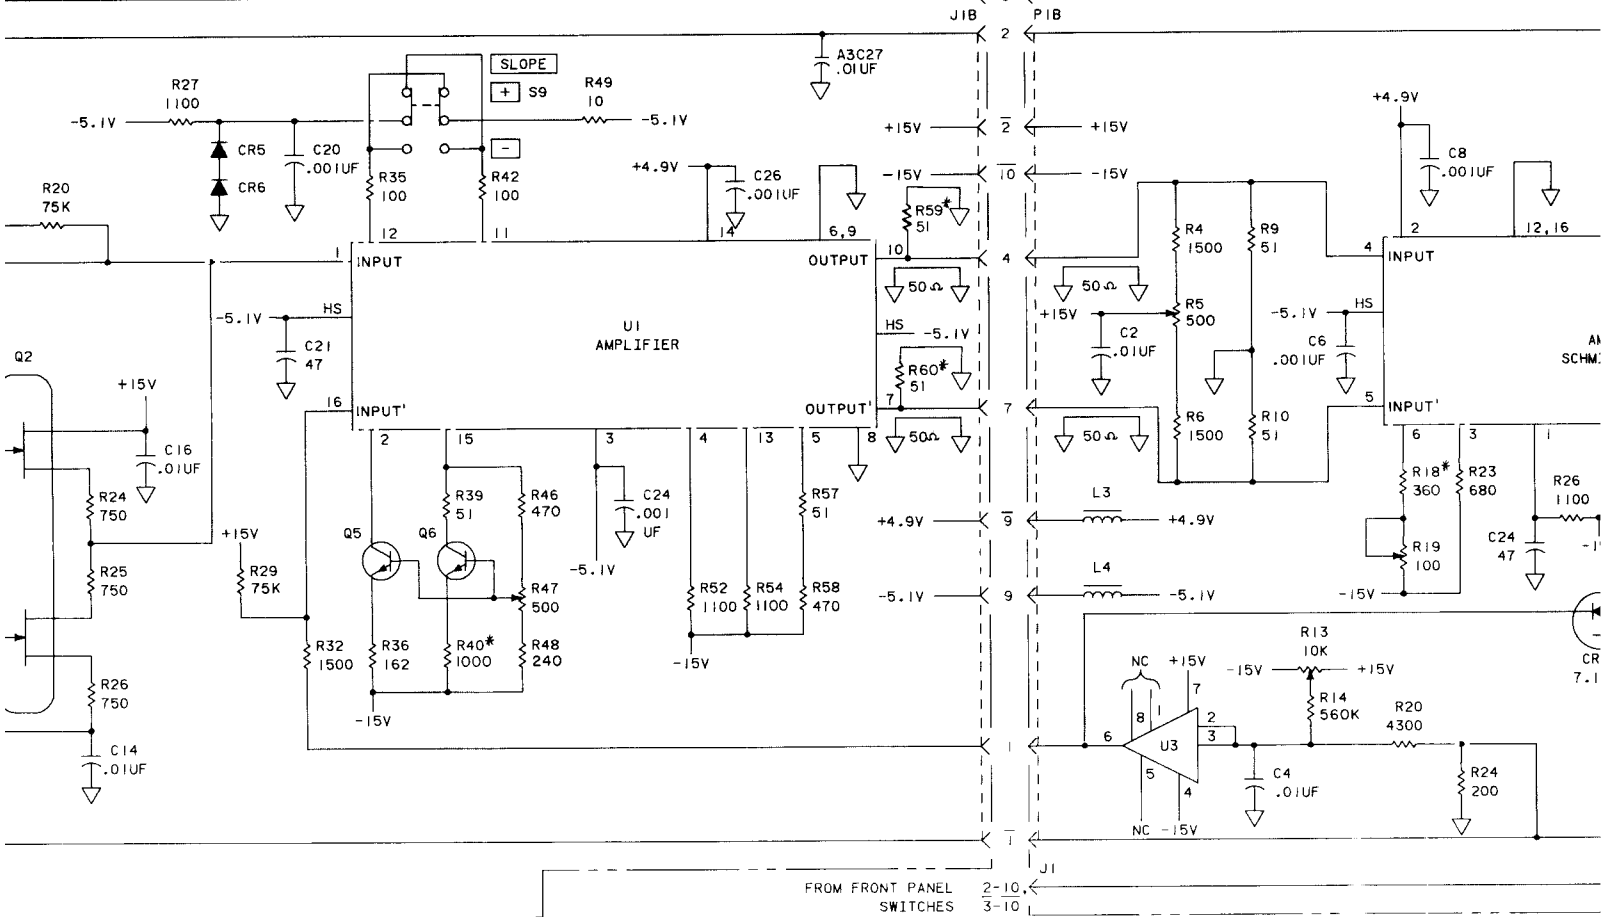 J1B P1B
2
A3C27
.01UF
SLOPE
+ S9
-
R27
1100
-5.1V
R49
10
-5.1V
CR5
CR6
C20
.001UF
R35
100
R42
100
R20
75K
+4.9V
C26
.001UF
+15V 2 +15V
-15V 10 -15V
+4.9V
C8
.001UF
R59*
51
12
11
14
6,9
1
INPUT
OUTPUT
10
4
50Ω
50Ω
R4
1500
R9
51
2
12,16
4
INPUT
HS
-5.1V
C21
47
U1
AMPLIFIER
HS
-5.1V
+15V
C2
.01UF
R5
500
-5.1V
HS
C6
.001UF
SCHM
Q2
+15V
C16
.01UF
R60*
51
16
INPUT'
OUTPUT'
7
7
50Ω
50Ω
R6
1500
R10
51
5
INPUT'
2
15
3
4
13
5
8
6
3
1
R24
750
R25
750
R26
750
C14
.01UF
+15V
R29
75K
R32
1500
Q5
Q6
R39
51
R46
470
R47
500
R36
162
R40*
1000
R48
240
-15V
C24
.001
UF
-5.1V
R57
51
R52
1100
R54
1100
R58
470
-15V
+4.9V 9 L3 +4.9V
-5.1V 9 L4 -5.1V
R18*
360
R23
680
R26
1100
R19
100
C24
47
-15V
CR
7.1
R13
10K
-15V +15V
R14
560K
R20
4300
R24
200
NC
+15V
7
8
1
2
3
6
U3
5
4
NC -15V
C4
.01UF
1
1
J1
FROM FRONT PANEL 2-10,
SWITCHES 3-10